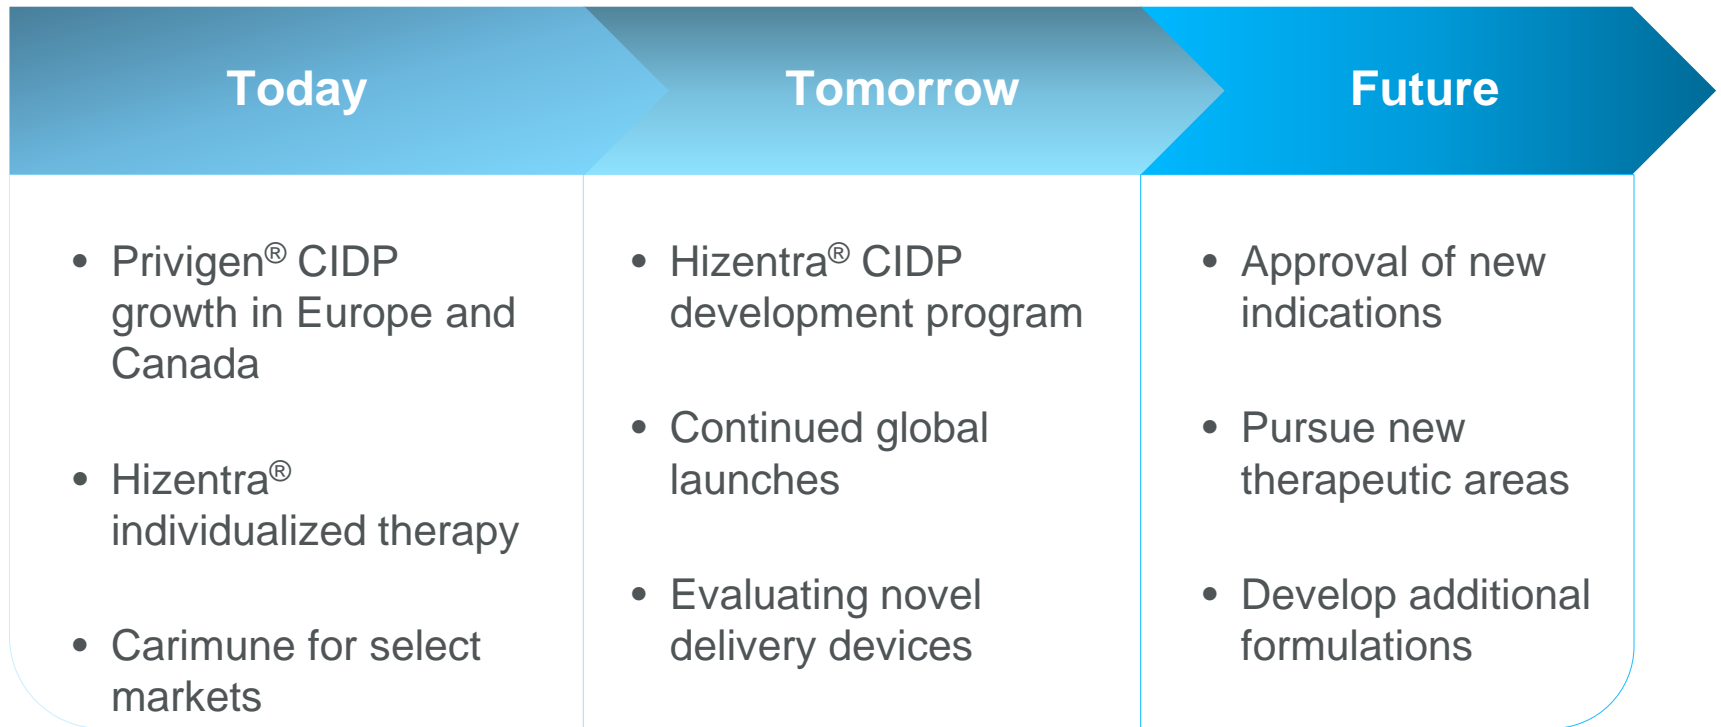 Today
• Privigen® CIDP
growth in Europe and
Canada
• Hizentra®
individualized therapy
• Carimune for select
markets
Tomorrow
• Hizentra® CIDP
development program
• Continued global
launches
• Evaluating novel
delivery devices
Future
• Approval of new
indications
• Pursue new
therapeutic areas
• Develop additional
formulations